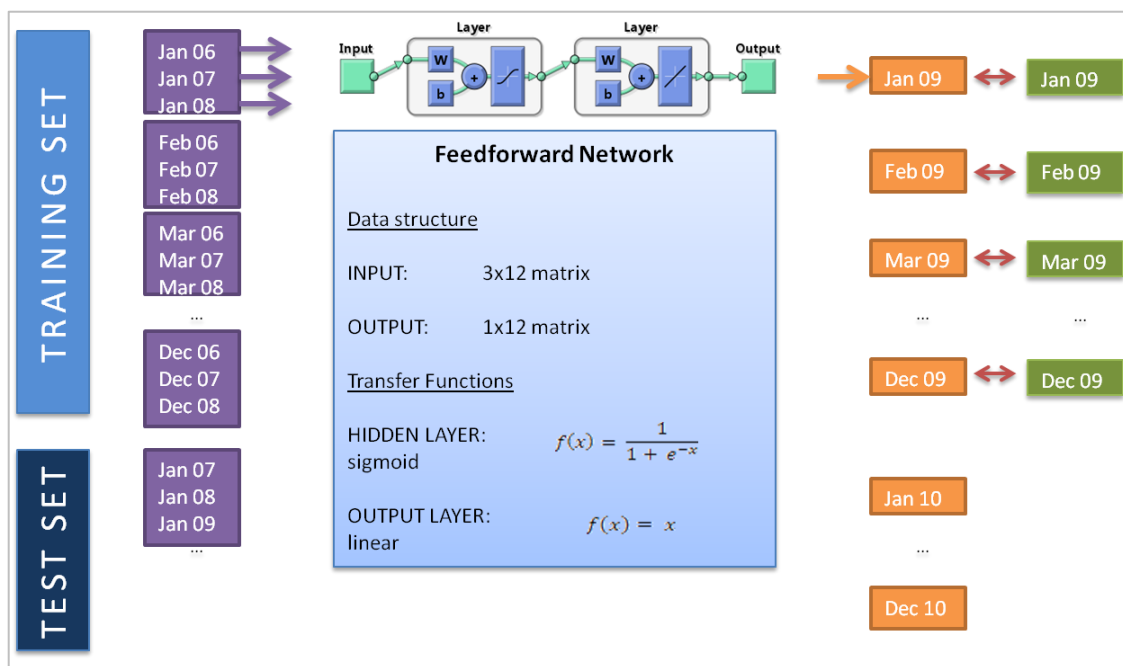 TRAINING SET
Jan 06
Jan 07
Jan 08
Feb 06
Feb 07
Feb 08
Mar 06
Mar 07
Mar 08
...
Dec 06
Dec 07
Dec 08
TEST SET
Jan 07
Jan 08
Jan 09
...
Input
Layer
W
b
+
Layer
W
b
+
Output
Feedforward Network
Data structure
INPUT: 3x12 matrix
OUTPUT: 1x12 matrix
Transfer Functions
HIDDEN LAYER: f(x) = 1 / (1 + e^{-x})
sigmoid
OUTPUT LAYER: f(x) = x
linear
Jan 09
Jan 09
Feb 09
Feb 09
Mar 09
Mar 09
...
...
Dec 09
Dec 09
Jan 10
...
Dec 10